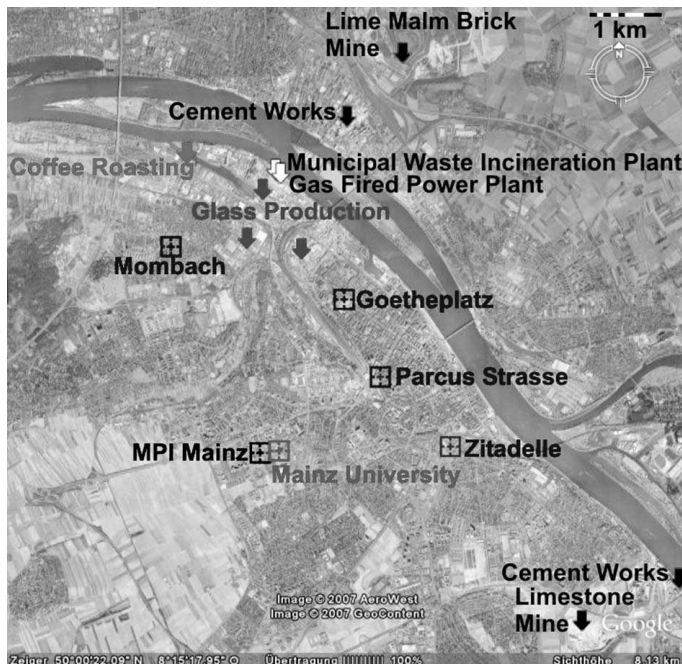 Lime Malm Brick
Mine
1 km
N
Cement Works
Coffee Roasting
Municipal Waste Incineration Plant
Gas Fired Power Plant
Glass Production
Mombach
Goetheplatz
Parcus Strasse
MPI Mainz
Mainz University
Zitadelle
Cement Works
Limestone
Mine
Image © 2007 AeroWest
Image © 2007 GeoContent
Google
Zeiger 50°00'22.09" N 8°15'17.95" O Übertragung ||||||||| 100% Sichthöhe 8.13 km